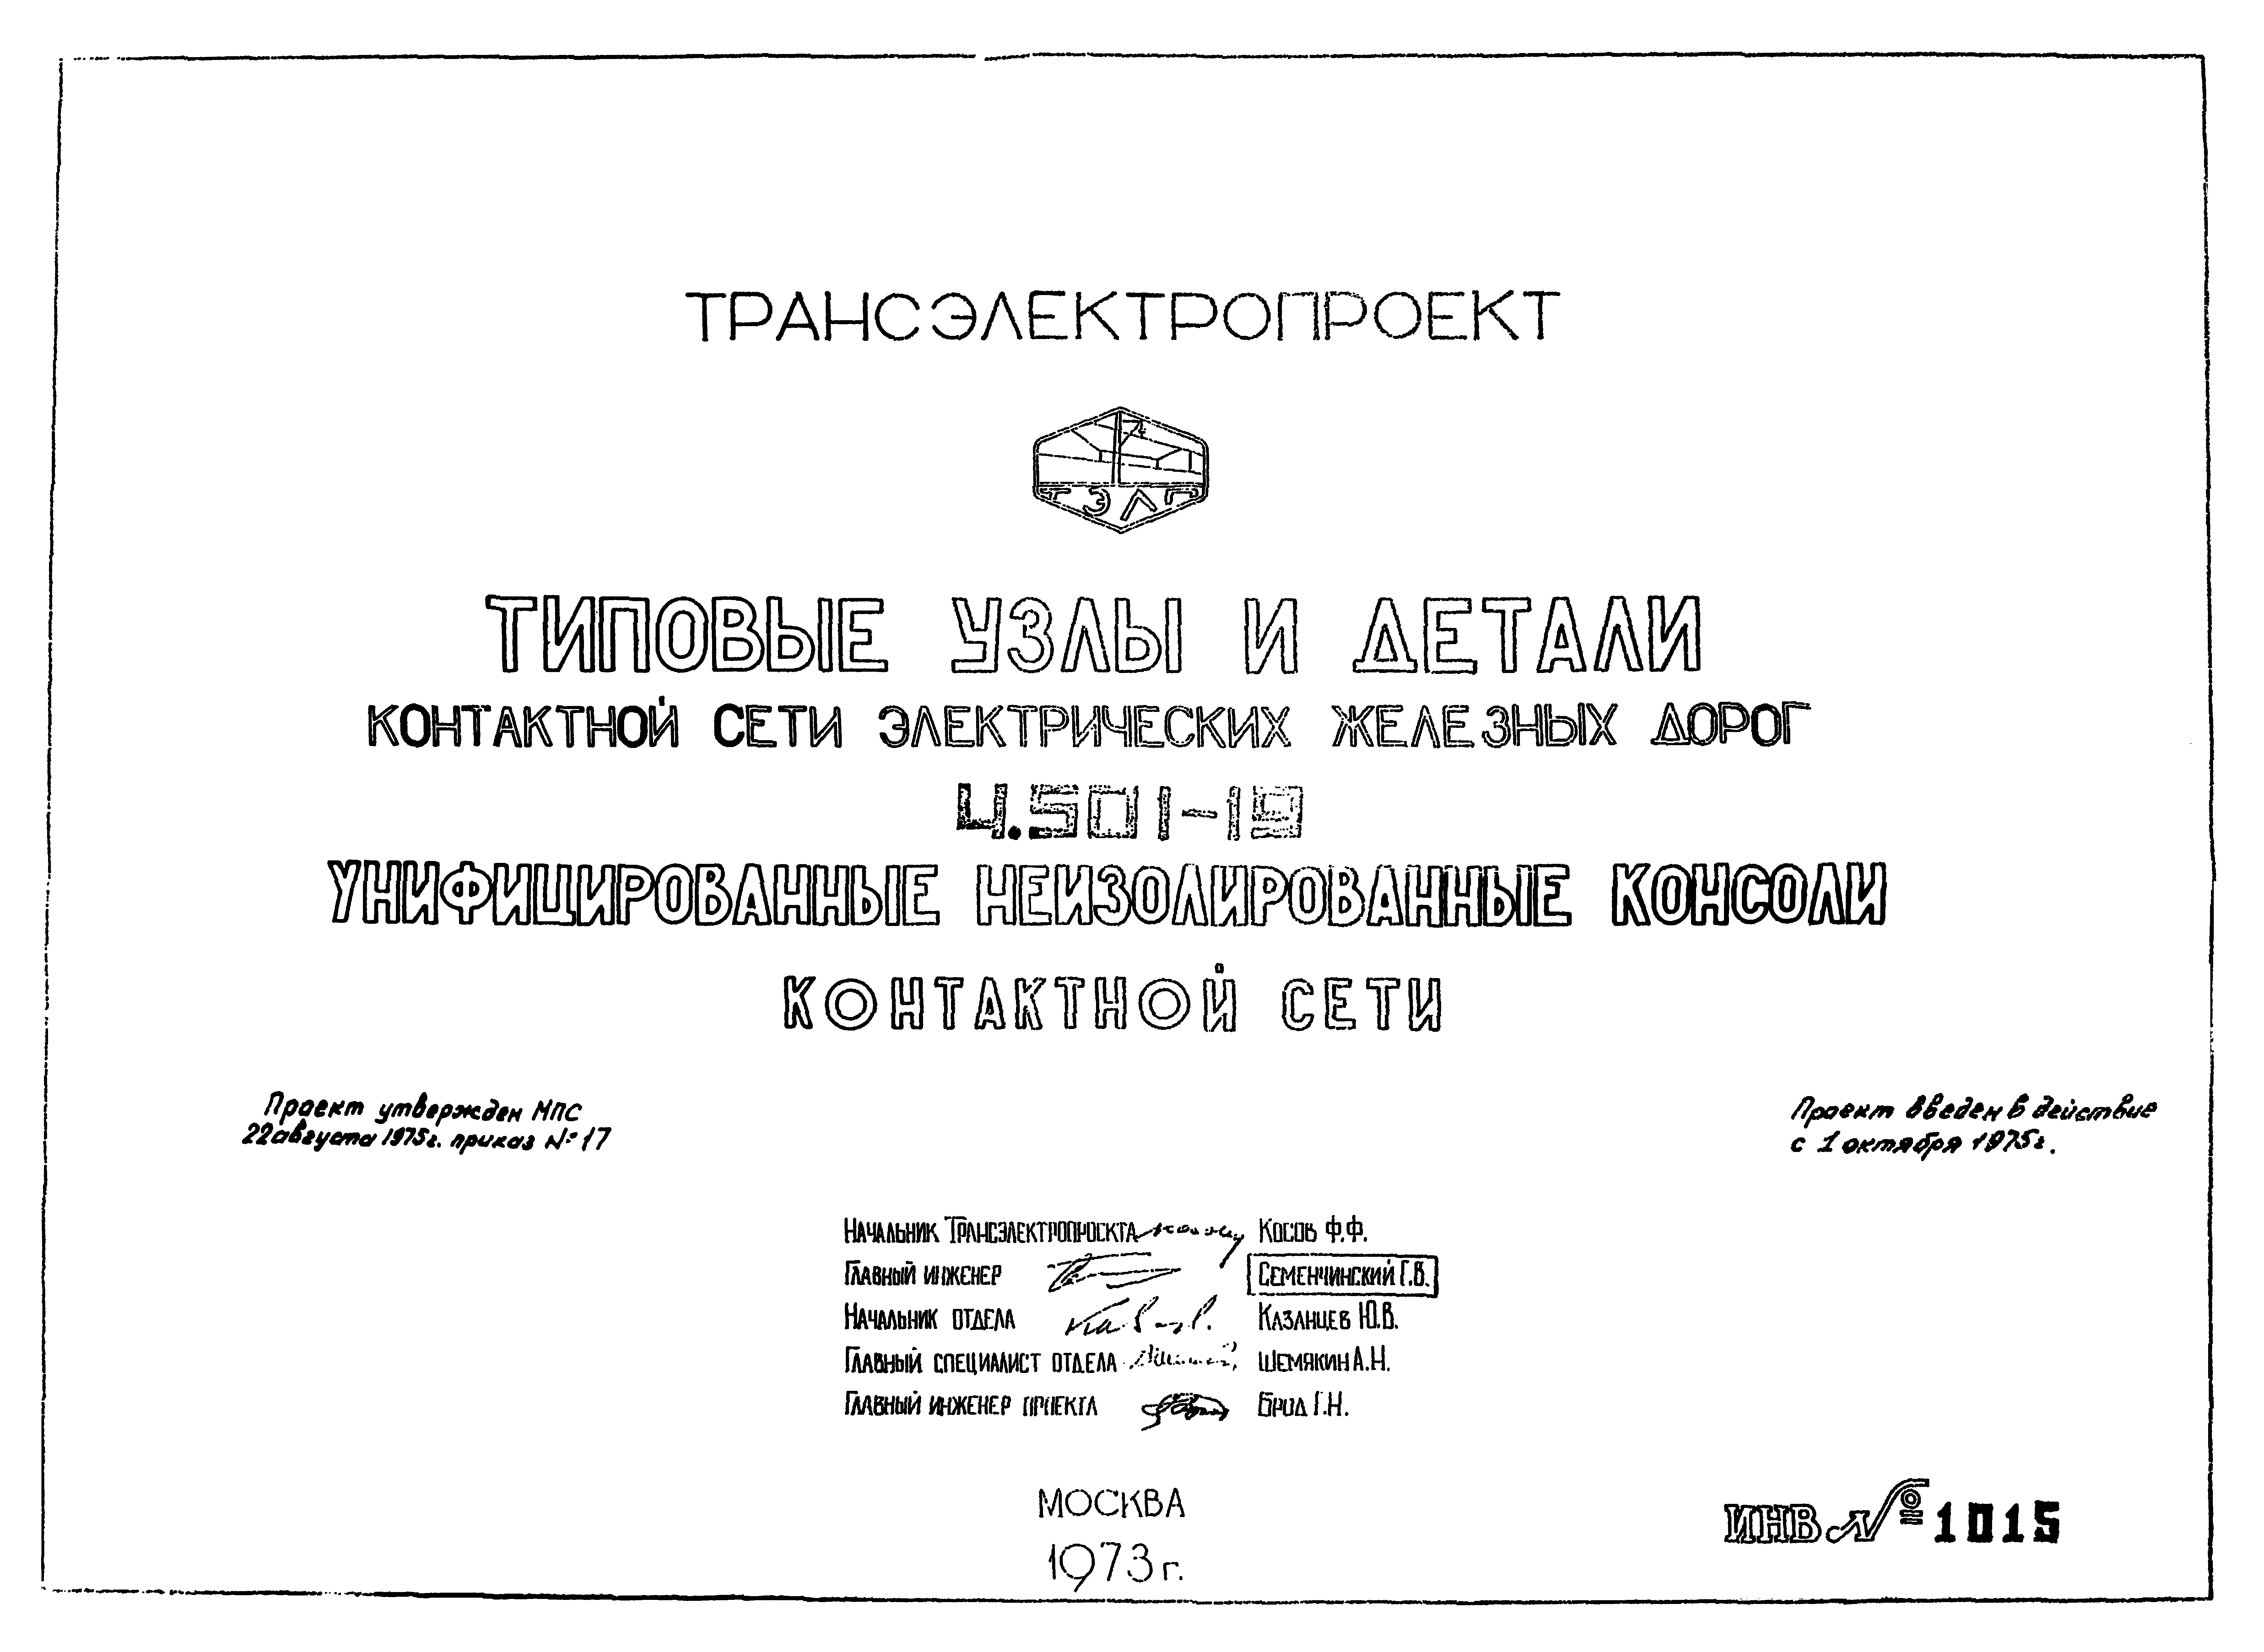 ТРАНСЭЛЕКТРОПРОЕКТ
ТЭЛП
ТИПОВЫЕ УЗЛЫ И ДЕТАЛИ
КОНТАКТНОЙ СЕТИ ЭЛЕКТРИЧЕСКИХ ЖЕЛЕЗНЫХ ДОРОГ
4.501-19
УНИФИЦИРОВАННЫЕ НЕИЗОЛИРОВАННЫЕ КОНСОЛИ
КОНТАКТНОЙ СЕТИ
Проект утвержден МПС
22 августа 1975г. приказ № 17
Проект введен в действие
с 1 октября 1975г.
НАЧАЛЬНИК ТРАНСЭЛЕКТРОПРОЕКТА КОСОВ Ф.Ф.
ГЛАВНЫЙ ИНЖЕНЕР СЕМЕНЧИНСКИЙ Г.В.
НАЧАЛЬНИК ОТДЕЛА КАЗАНЦЕВ Ю.В.
ГЛАВНЫЙ СПЕЦИАЛИСТ ОТДЕЛА ШЕМЯКИН А.Н.
ГЛАВНЫЙ ИНЖЕНЕР ПРОЕКТА БРОД Г.Н.
МОСКВА
1973 г.
ИНВ № 1015